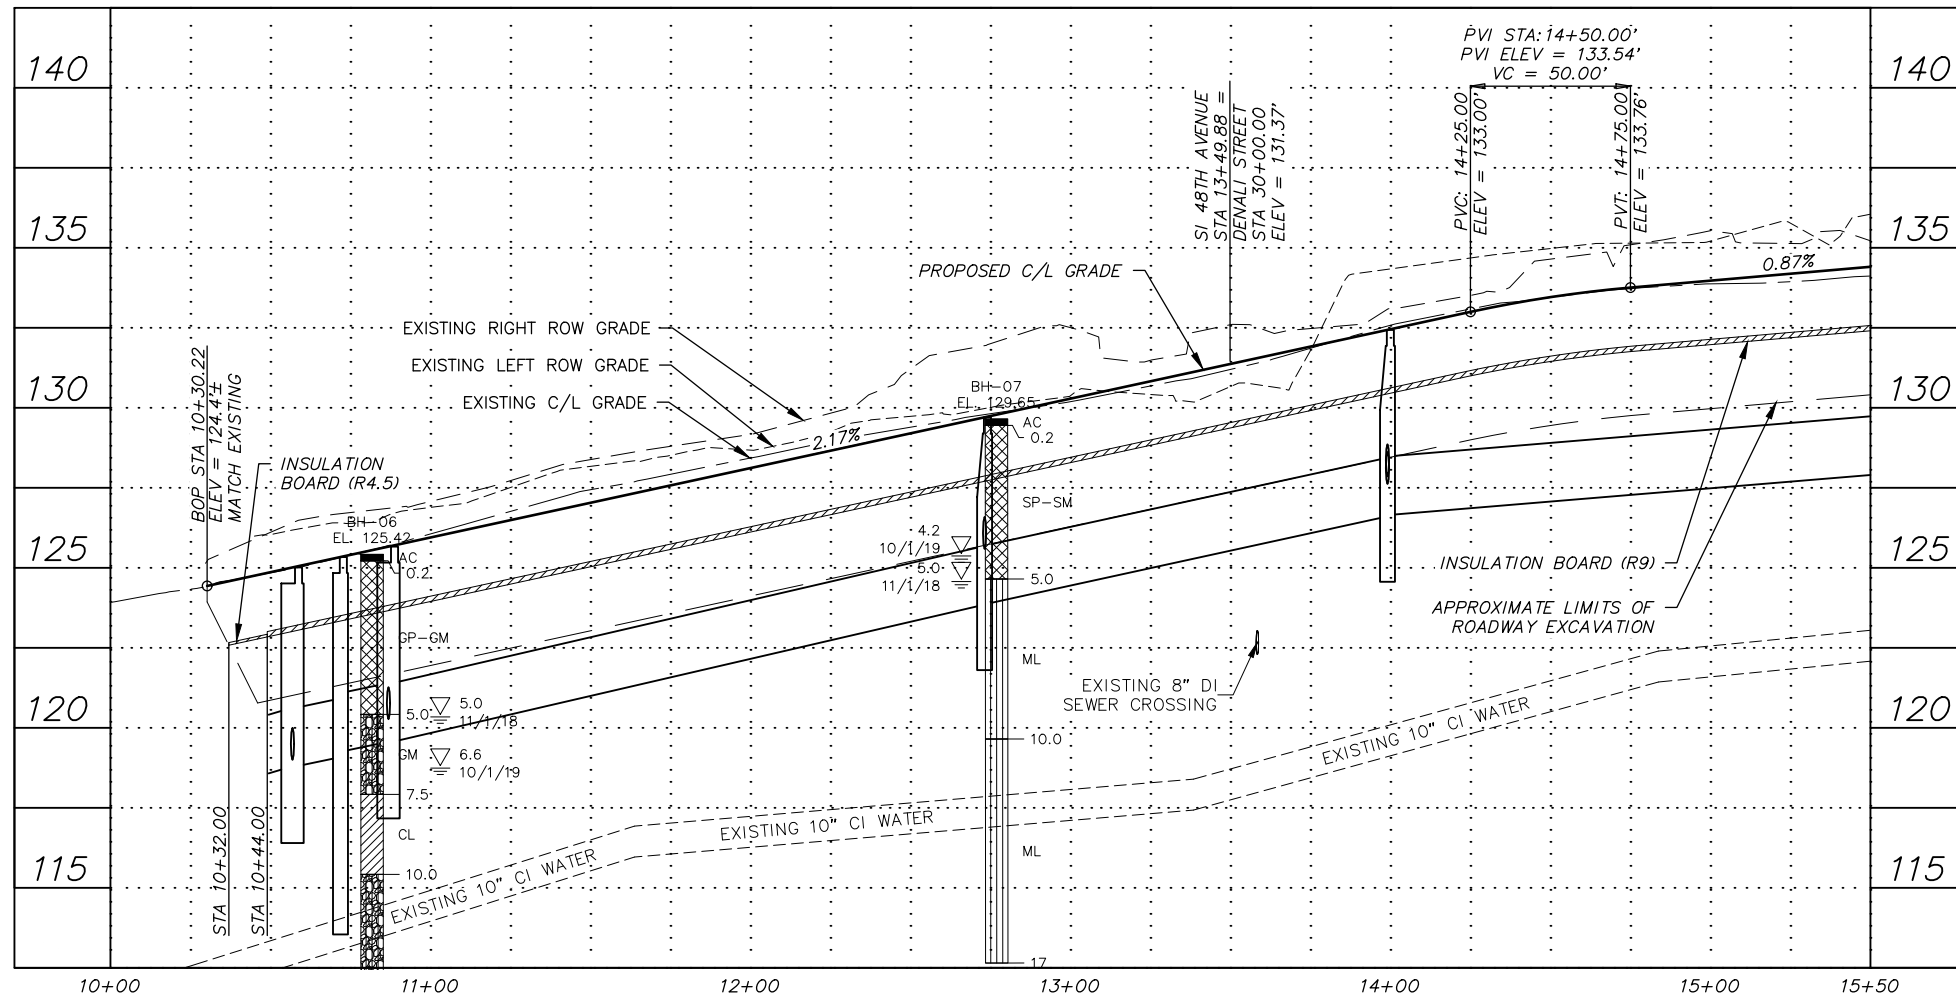 140
135
130
125
120
115
140
135
130
125
120
115
PVI STA:14+50.00'
PVI ELEV = 133.54'
VC = 50.00'
PVC: 14+25.00
ELEV = 133.00'
PVT: 14+75.00'
ELEV = 133.76'
SI 48TH AVENUE
STA 13+49.88 =
DENALI STREET
STA 30+00.00
ELEV = 131.37'
PROPOSED C/L GRADE
0.87%
EXISTING RIGHT ROW GRADE
EXISTING LEFT ROW GRADE
EXISTING C/L GRADE
2.17%
BOP STA 10+30.22
ELEV = 124.4'±
MATCH EXISTING
INSULATION
BOARD (R4.5)
BH-06
EL. 125.42
AC
0.2
GP-GM
5.0
GM
7.5
CL
10.0
5.0
11/1/18
6.6
10/1/19
BH-07
EL. 129.65
AC
0.2
SP-SM
4.2
10/1/19
5.0
11/1/18
5.0
ML
10.0
ML
17
INSULATION BOARD (R9)
APPROXIMATE LIMITS OF
ROADWAY EXCAVATION
EXISTING 8" DI
SEWER CROSSING
EXISTING 10" CI WATER
EXISTING 10" CI WATER
EXISTING 10" CI WATER
STA 10+32.00
STA 10+44.00
10+00
11+00
12+00
13+00
14+00
15+00
15+50